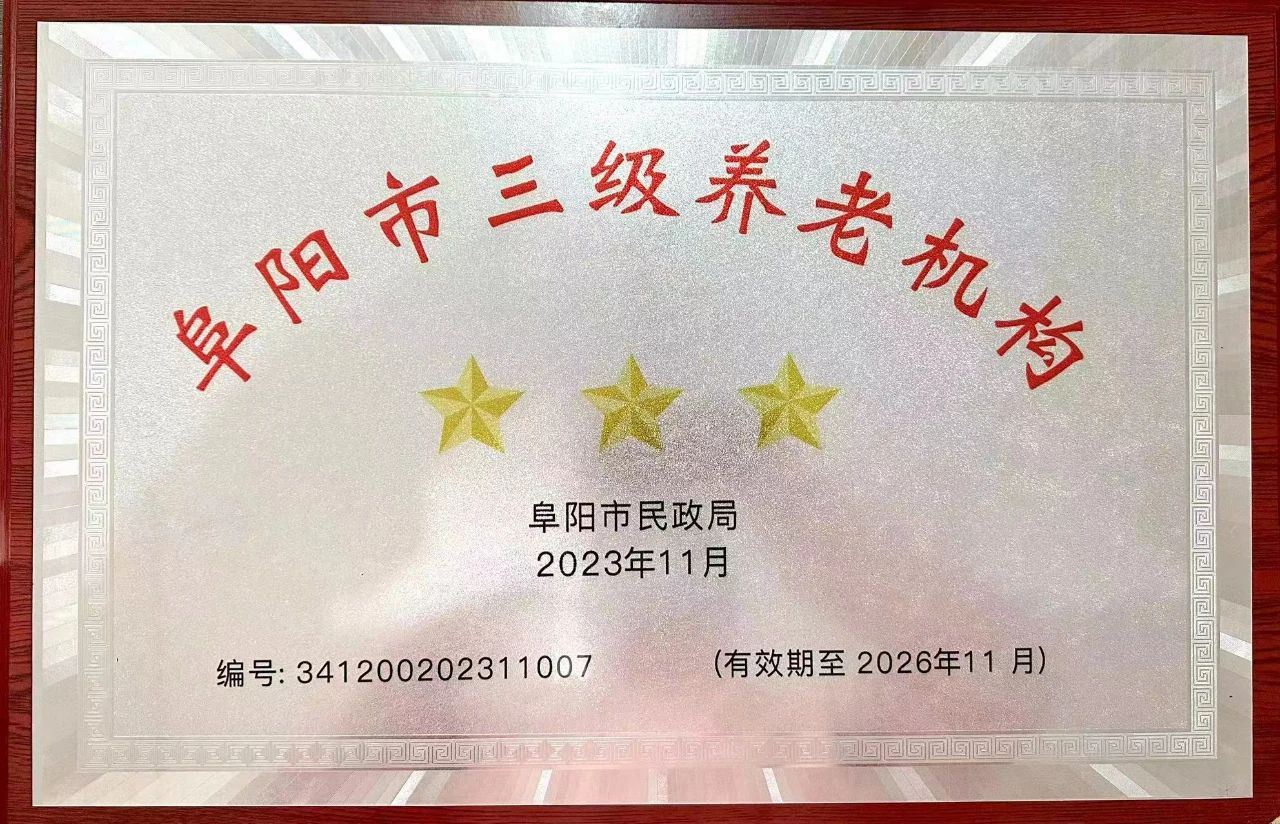 阜阳市三级养老机构
阜阳市民政局
2023年11月
编号: 341200202311007
(有效期至 2026年11 月)